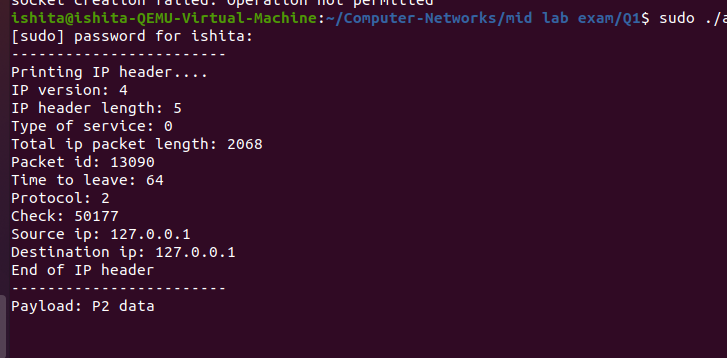 socket creation failed: Operation not permitted
ishita@ishita-QEMU-Virtual-Machine:~/Computer-Networks/mid lab exam/Q1$ sudo ./a
[sudo] password for ishita:
------------------------
Printing IP header....
IP version: 4
IP header length: 5
Type of service: 0
Total ip packet length: 2068
Packet id: 13090
Time to leave: 64
Protocol: 2
Check: 50177
Source ip: 127.0.0.1
Destination ip: 127.0.0.1
End of IP header
------------------------
Payload: P2 data